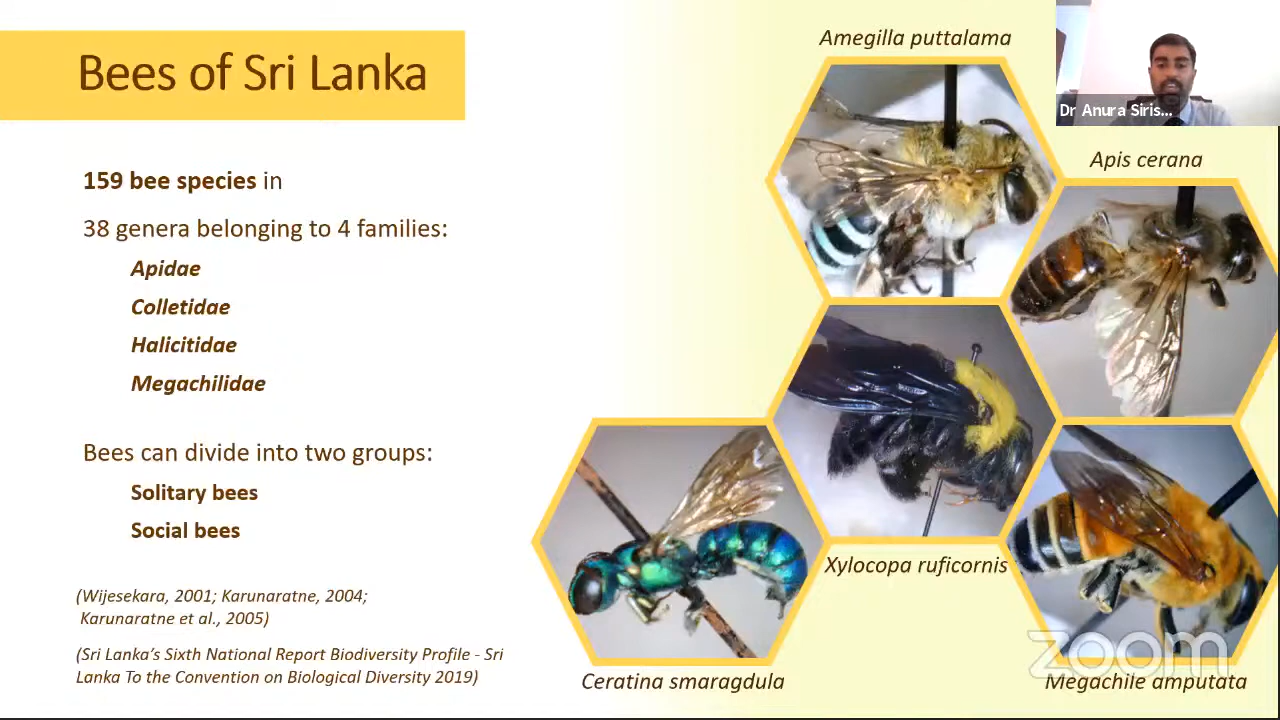 Bees of Sri Lanka
159 bee species in
38 genera belonging to 4 families:
Apidae
Colletidae
Halicitidae
Megachilidae
Bees can divide into two groups:
Solitary bees
Social bees
(Wijesekara, 2001; Karunaratne, 2004;
Karunaratne et al., 2005)
(Sri Lanka's Sixth National Report Biodiversity Profile - Sri
Lanka To the Convention on Biological Diversity 2019)
Amegilla puttalama
Dr Anura Siris...
Apis cerana
Xylocopa ruficornis
Ceratina smaragdula
zoom
Megachile amputata